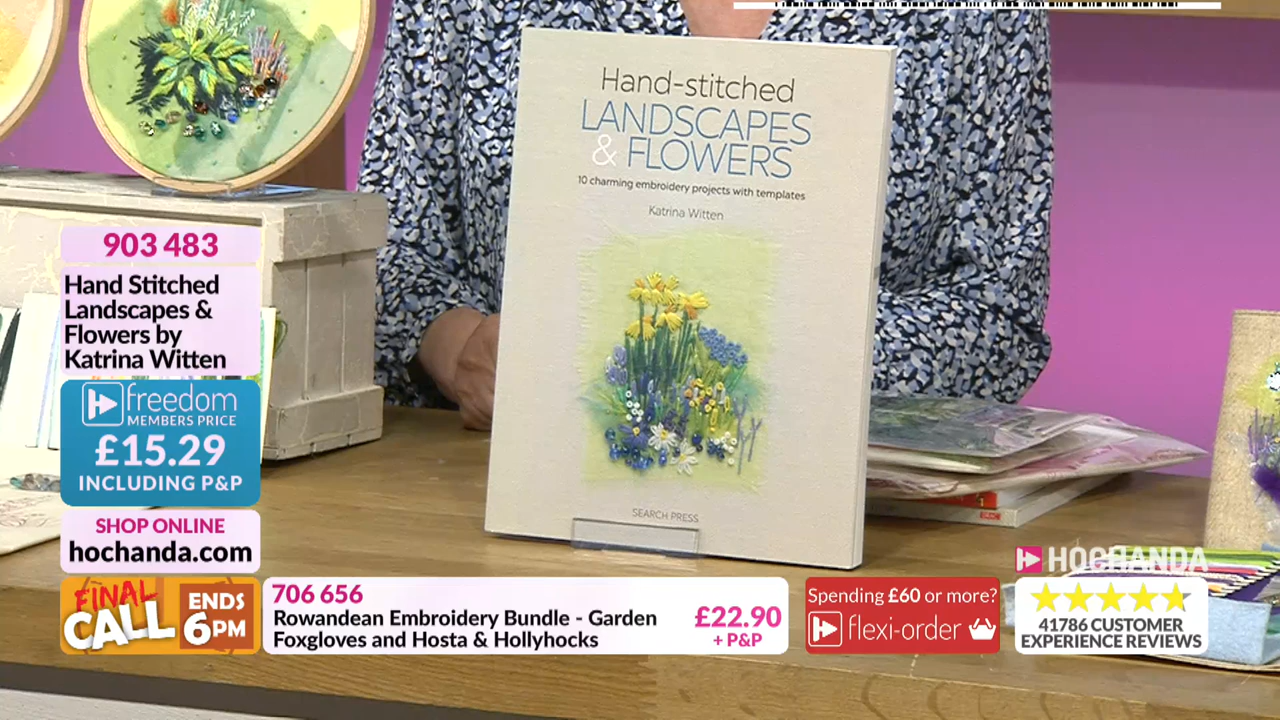 Hand-stitched
LANDSCAPES
& FLOWERS
10 charming embroidery projects with templates
Katrina Witten
SEARCH PRESS
903 483
Hand Stitched
Landscapes &
Flowers by
Katrina Witten
freedom
MEMBERS PRICE
£15.29
INCLUDING P&P
SHOP ONLINE
hochanda.com
FINAL
CALL
ENDS
6PM
706 656
Rowandean Embroidery Bundle - Garden
Foxgloves and Hosta & Hollyhocks
£22.90
+ P&P
Spending £60 or more?
flexi-order
HOCHANDA
41786 CUSTOMER
EXPERIENCE REVIEWS